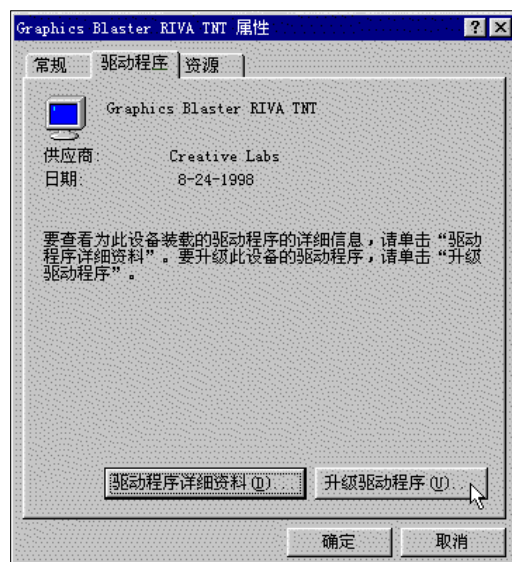 Graphics Blaster RIVA TNT 属性
常规 驱动程序 资源
Graphics Blaster RIVA TNT
供应商: Creative Labs
日期: 8-24-1998
要查看为此设备装载的驱动程序的详细信息，请单击“驱动
程序详细资料”。要升级此设备的驱动程序，请单击“升级
驱动程序”。
驱动程序详细资料(D)... 升级驱动程序(U)...
确定 取消